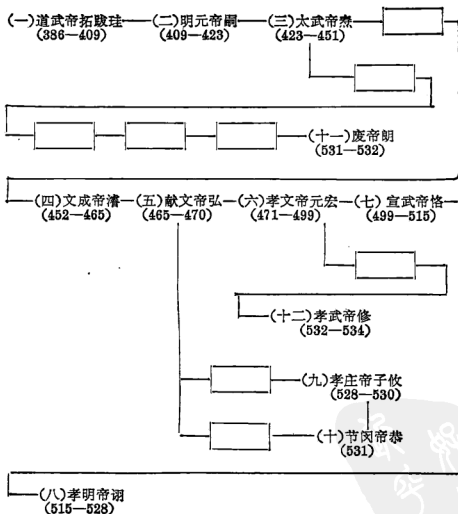 (一)道武帝拓跋珪—(二)明元帝嗣—(三)太武帝焘
(386—409) (409—423) (423—451)
(十一)废帝朗
(531—532)
(四)文成帝濬—(五)献文帝弘—(六)孝文帝元宏—(七)宣武帝恪
(452—465) (465—470) (471—499) (499—515)
(十二)孝武帝修
(532—534)
(九)孝庄帝子攸
(528—530)
(十)节闵帝恭
(531)
(八)孝明帝诩
(515—528)